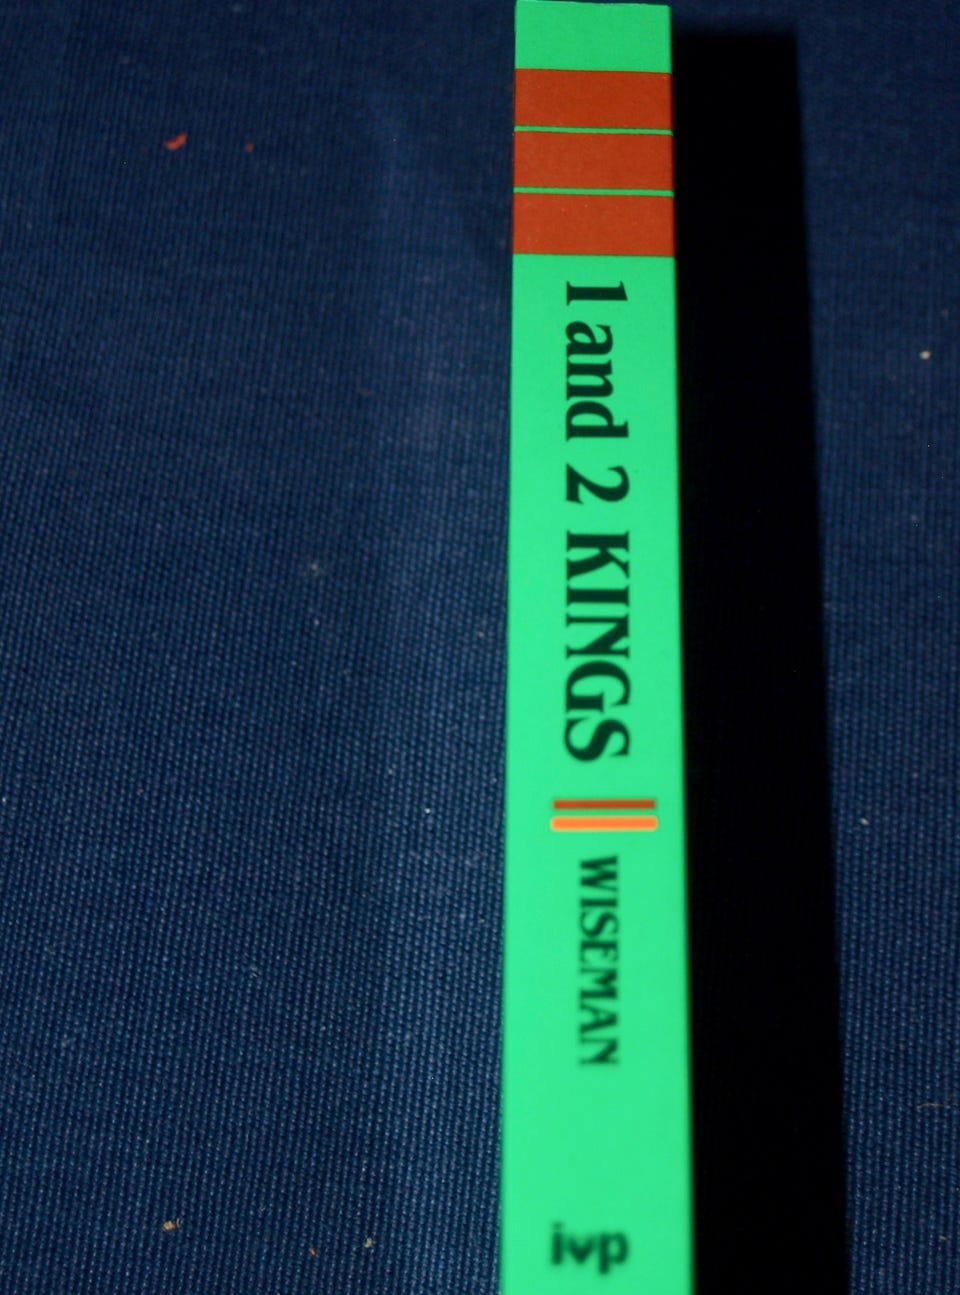 1 and 2 KINGS
WISEMAN
ivp